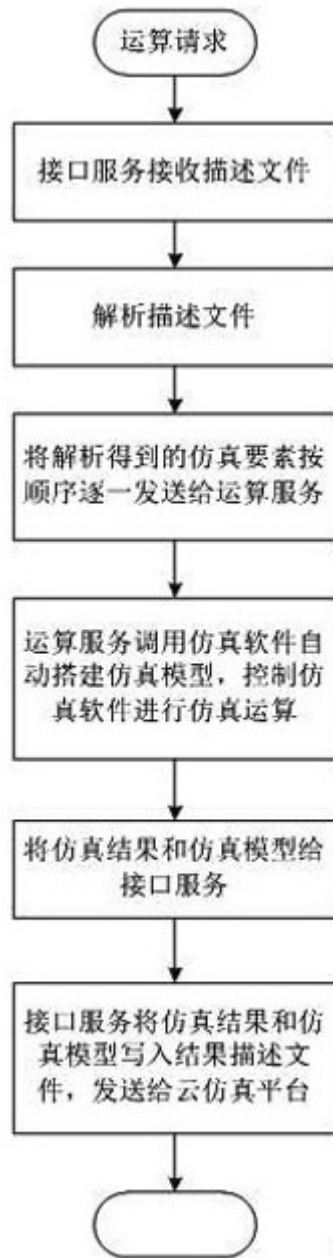 运算请求
接口服务接收描述文件
解析描述文件
将解析得到的仿真要素按
顺序逐一发送给运算服务
运算服务调用仿真软件自
动搭建仿真模型，控制仿
真软件进行仿真运算
将仿真结果和仿真模型给
接口服务
接口服务将仿真结果和仿
真模型写入结果描述文
件，发送给云仿真平台